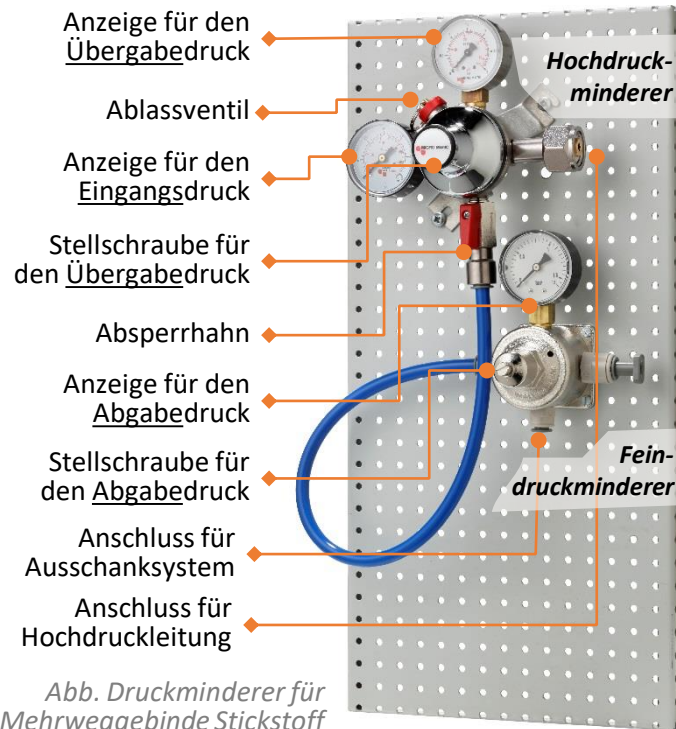 Anzeige für den
Übergabedruck
Hochdruck-
minderer
Ablassventil
Anzeige für den
Eingangsdruck
Stellschraube für
den Übergabedruck
Absperrhahn
Anzeige für den
Abgabedruck
Stellschraube für
den Abgabedruck
Fein-
druckminderer
Anschluss für
Ausschanksystem
Anschluss für
Hochdruckleitung
Abb. Druckminderer für
Mehrweggebinde Stickstoff